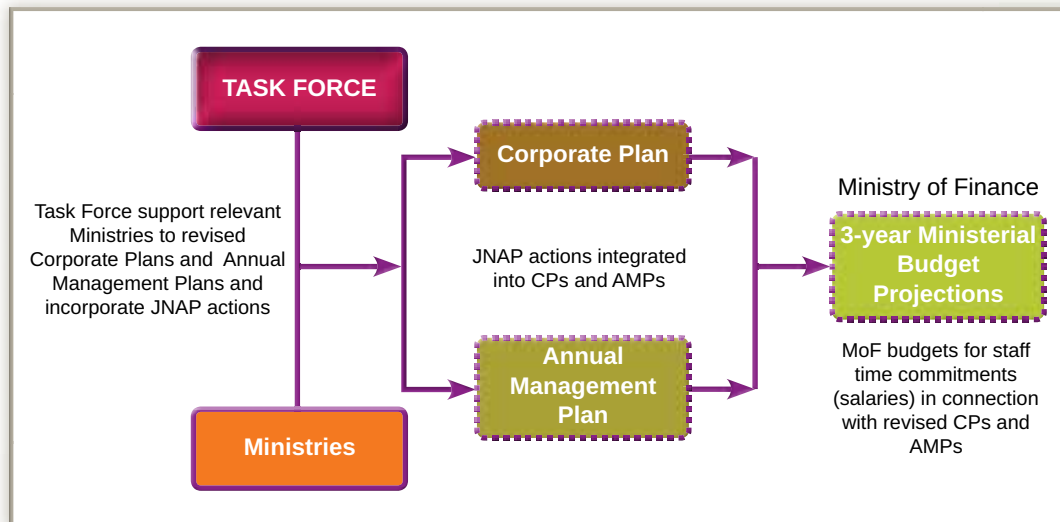 TASK FORCE
Task Force support relevant
Ministries to revised
Corporate Plans and Annual
Management Plans and
incorporate JNAP actions
Ministries
Corporate Plan
JNAP actions integrated
into CPs and AMPs
Annual
Management
Plan
Ministry of Finance
3-year Ministerial
Budget
Projections
MoF budgets for staff
time commitments
(salaries) in connection
with revised CPs and
AMPs